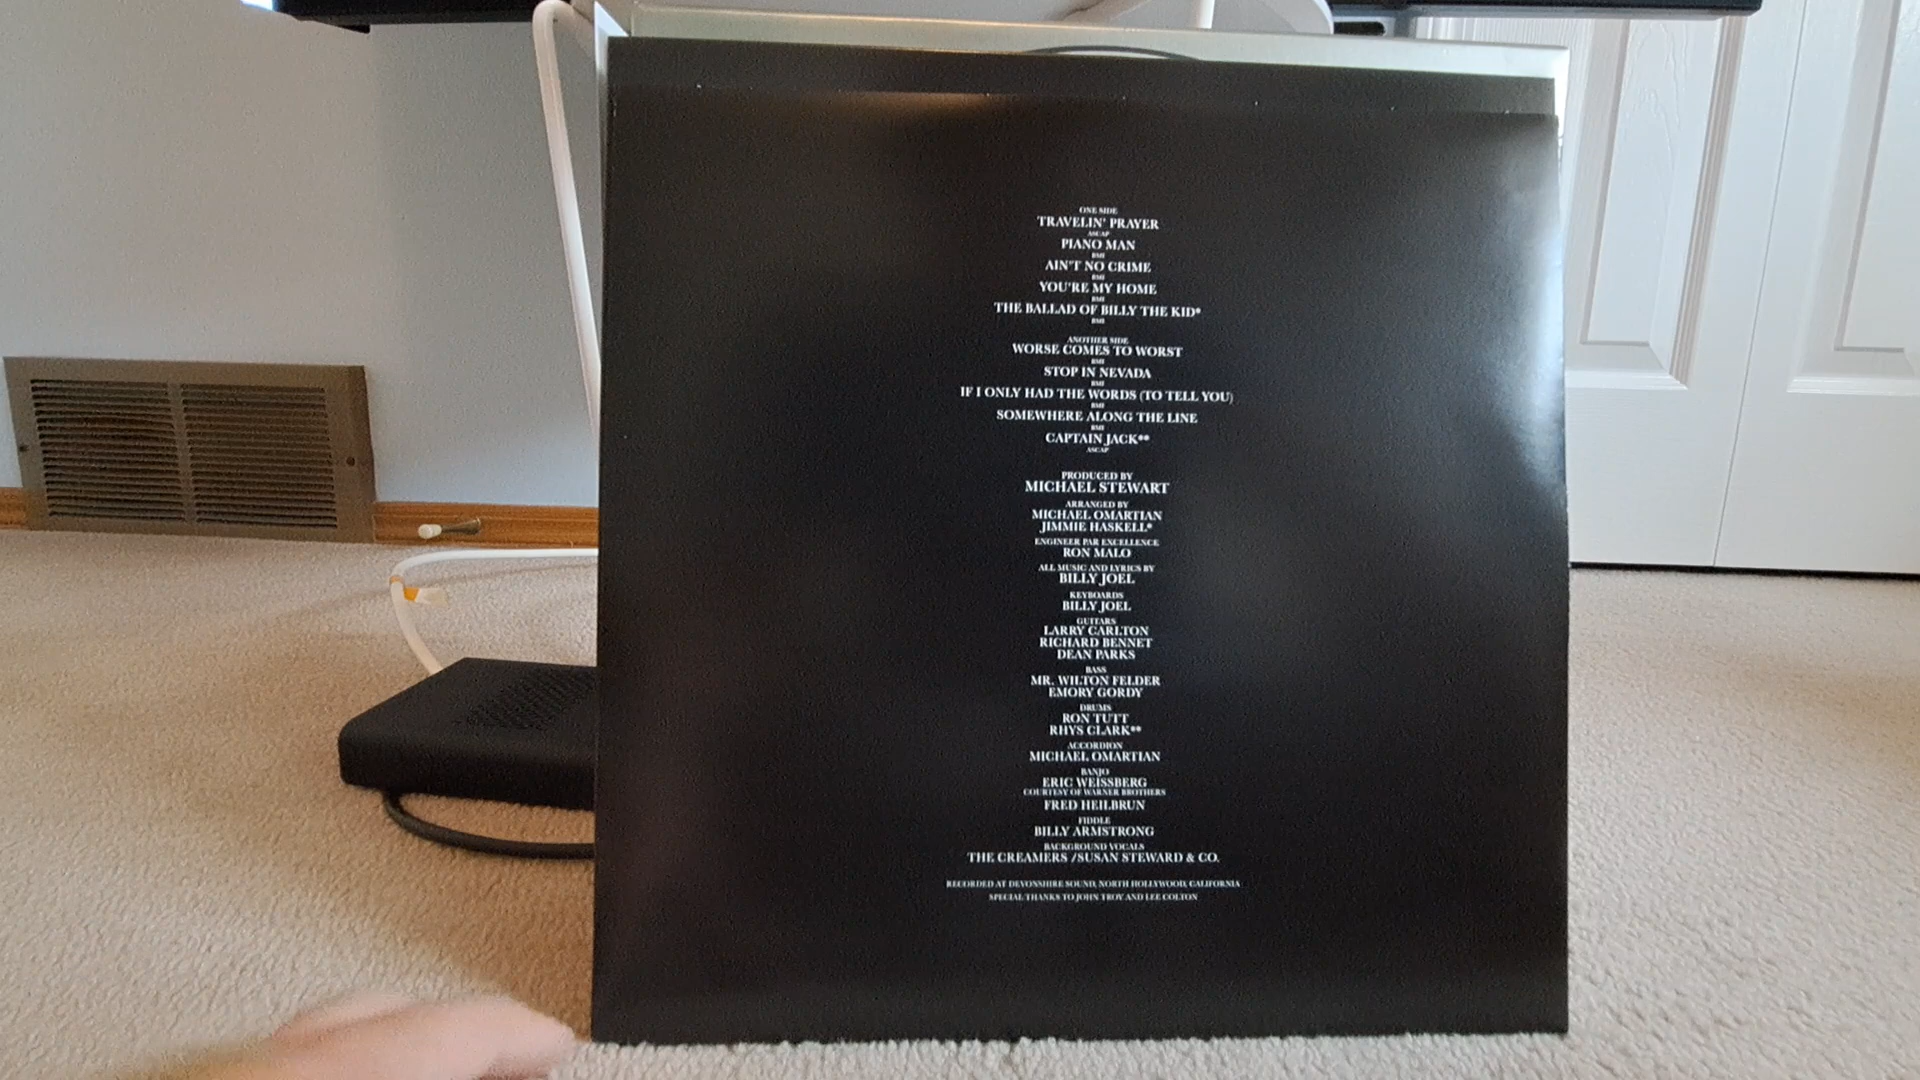 ONE SIDE
TRAVELIN' PRAYER
ASCAP
PIANO MAN
BMI
AIN'T NO CRIME
BMI
YOU'RE MY HOME
BMI
THE BALLAD OF BILLY THE KID*
BMI
ANOTHER SIDE
WORSE COMES TO WORST
BMI
STOP IN NEVADA
BMI
IF I ONLY HAD THE WORDS (TO TELL YOU)
BMI
SOMEWHERE ALONG THE LINE
BMI
CAPTAIN JACK**
ASCAP
PRODUCED BY
MICHAEL STEWART
ARRANGED BY
MICHAEL OMARTIAN
JIMMIE HASKELL*
ENGINEER PAR EXCELLENCE
RON MALO
ALL MUSIC AND LYRICS BY
BILLY JOEL
KEYBOARDS
BILLY JOEL
GUITARS
LARRY CARLTON
RICHARD BENNET
DEAN PARKS
BASS
MR. WILTON FELDER
EMORY GORDY
DRUMS
RON TUTT
RHYS CLARK**
ACCORDION
MICHAEL OMARTIAN
BANJO
ERIC WEISSBERG
COURTESY OF WARNER BROTHERS
FRED HEILBRUN
FIDDLE
BILLY ARMSTRONG
BACKGROUND VOCALS
THE CREAMERS /SUSAN STEWARD & CO.
RECORDED AT DEVONSHIRE SOUND, NORTH HOLLYWOOD, CALIFORNIA
SPECIAL THANKS TO JOHN TROY AND LEE COLTON